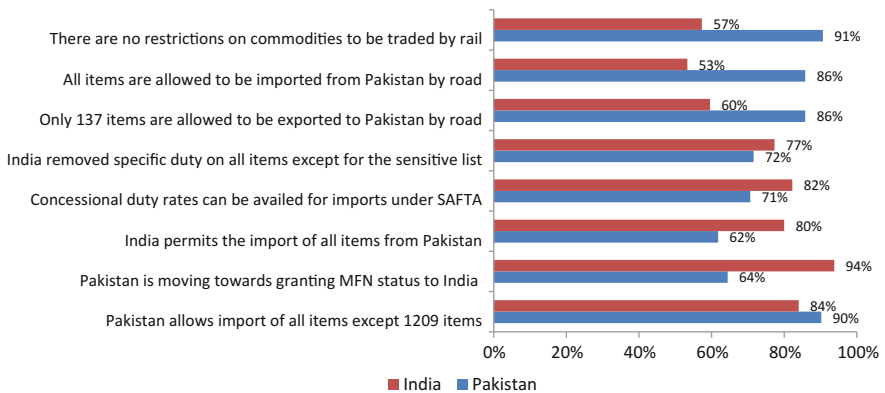 There are no restrictions on commodities to be traded by rail
57%
91%
All items are allowed to be imported from Pakistan by road
53%
86%
Only 137 items are allowed to be exported to Pakistan by road
60%
86%
India removed specific duty on all items except for the sensitive list
77%
72%
Concessional duty rates can be availed for imports under SAFTA
82%
71%
India permits the import of all items from Pakistan
80%
62%
Pakistan is moving towards granting MFN status to India
94%
64%
Pakistan allows import of all items except 1209 items
84%
90%
0% 20% 40% 60% 80% 100%
India Pakistan